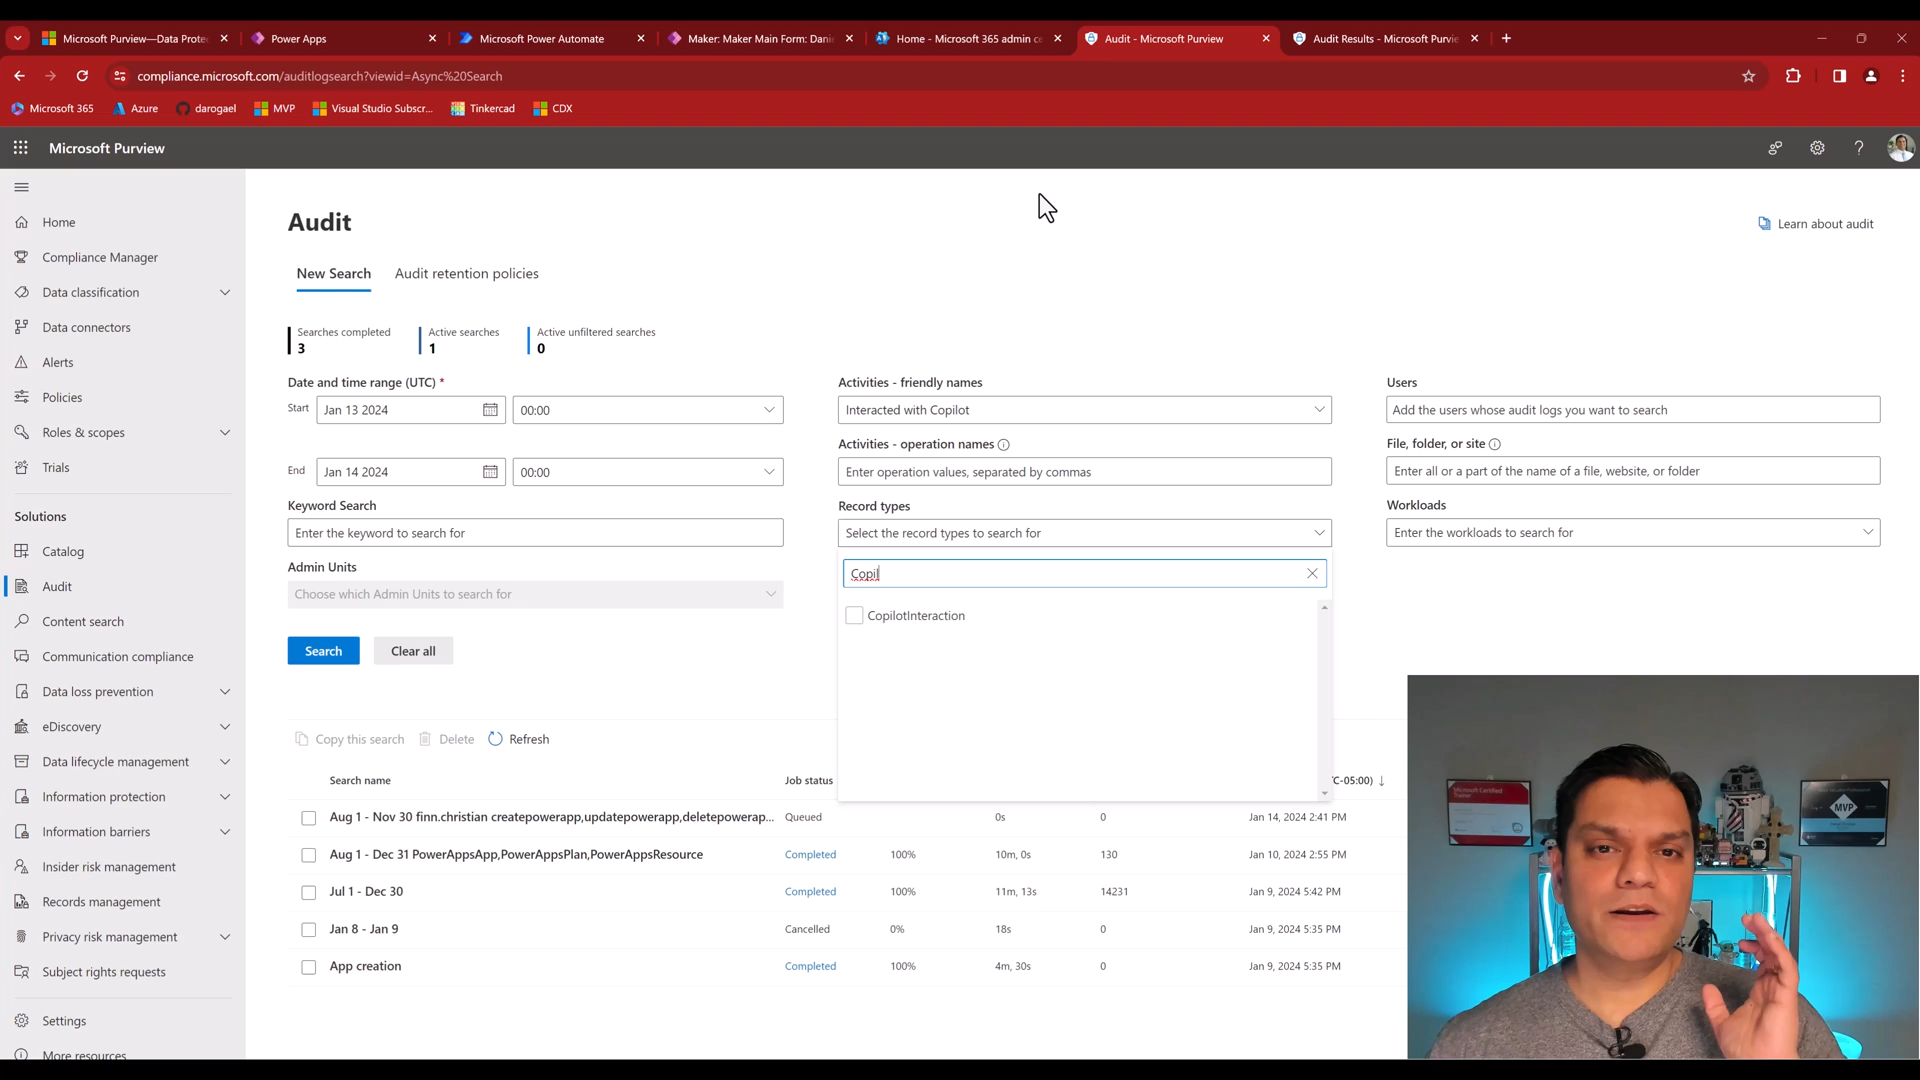 Microsoft Purview—Data Prote
Power Apps
Microsoft Power Automate
Maker: Maker Main Form: Dani
Home - Microsoft 365 admin ce
Audit - Microsoft Purview
Audit Results - Microsoft Purvie
compliance.microsoft.com/auditlogsearch?viewid=Async%20Search
Microsoft 365
Azure
darogael
MVP
Visual Studio Subscr...
Tinkercad
CDX
Microsoft Purview
Home
Compliance Manager
Data classification
Data connectors
Alerts
Policies
Roles & scopes
Trials
Solutions
Catalog
Audit
Content search
Communication compliance
Data loss prevention
eDiscovery
Data lifecycle management
Information protection
Information barriers
Insider risk management
Records management
Privacy risk management
Subject rights requests
Settings
More resources
Audit
Learn about audit
New Search
Audit retention policies
Searches completed
3
Active searches
1
Active unfiltered searches
0
Date and time range (UTC) *
Start
Jan 13 2024
00:00
End
Jan 14 2024
00:00
Keyword Search
Enter the keyword to search for
Admin Units
Choose which Admin Units to search for
Search
Clear all
Activities - friendly names
Interacted with Copilot
Activities - operation names
Enter operation values, separated by commas
Record types
Select the record types to search for
Copil
CopilotInteraction
Users
Add the users whose audit logs you want to search
File, folder, or site
Enter all or a part of the name of a file, website, or folder
Workloads
Enter the workloads to search for
Copy this search
Delete
Refresh
Search name
Job status
C-05:00) ↓
Aug 1 - Nov 30 finn.christian createpowerapp,updatepowerapp,deletepowerap... Queued 0s 0 Jan 14, 2024 2:41 PM
Aug 1 - Dec 31 PowerAppsApp,PowerAppsPlan,PowerAppsResource Completed 100% 10m, 0s 130 Jan 10, 2024 2:55 PM
Jul 1 - Dec 30 Completed 100% 11m, 13s 14231 Jan 9, 2024 5:42 PM
Jan 8 - Jan 9 Cancelled 0% 18s 0 Jan 9, 2024 5:35 PM
App creation Completed 100% 4m, 30s 0 Jan 9, 2024 5:35 PM
Microsoft Certified
Trainer
MVP